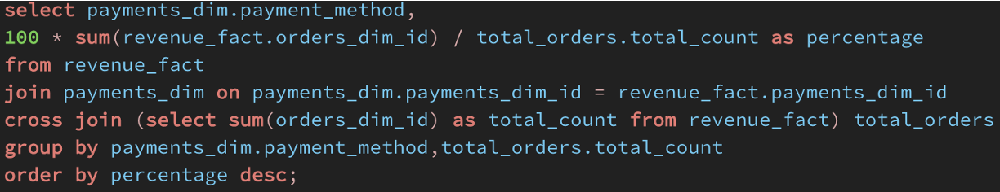 select payments_dim.payment_method,
100 * sum(revenue_fact.orders_dim_id) / total_orders.total_count as percentage
from revenue_fact
join payments_dim on payments_dim.payments_dim_id = revenue_fact.payments_dim_id
cross join (select sum(orders_dim_id) as total_count from revenue_fact) total_orders
group by payments_dim.payment_method,total_orders.total_count
order by percentage desc;